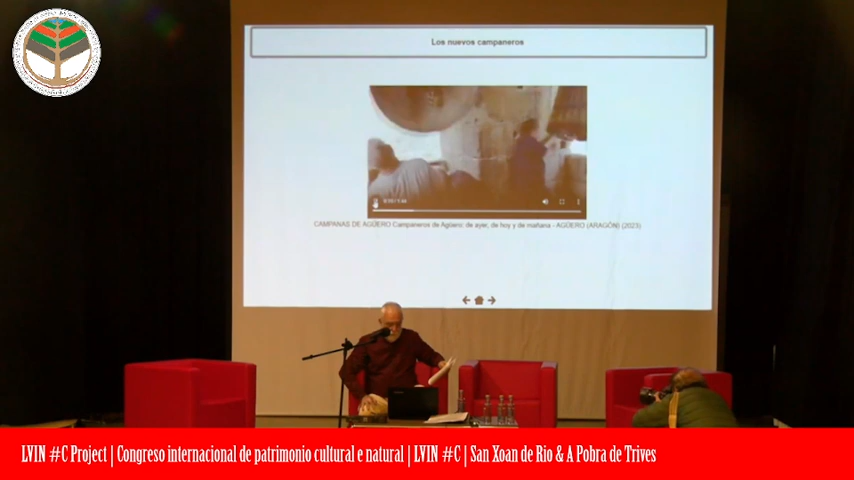 Los nuevos campaneros
CAMPANAS DE AGÜERO Campaneros de Agüero: de ayer, de hoy y de mañana - AGÜERO (ARAGÓN) (2023)
LVIN #C Project | Congreso internacional de patrimonio cultural e natural | LVIN #C | San Xoan de Rio & A Pobra de Trives